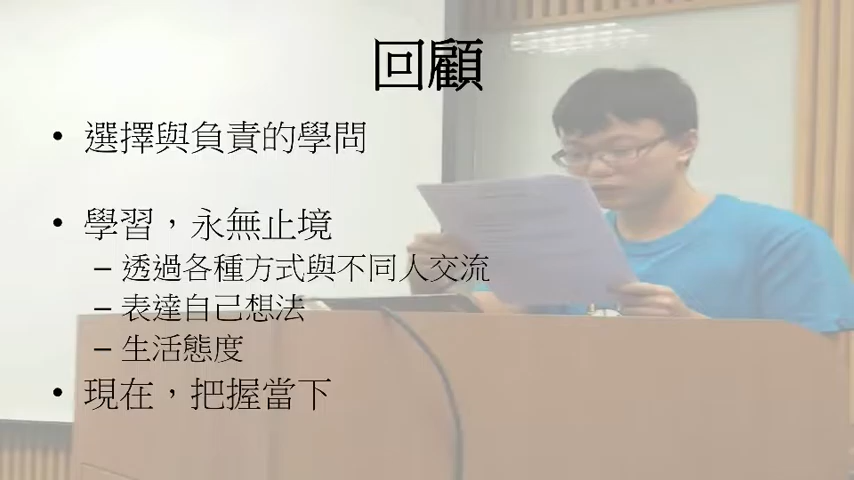 回顧
• 選擇與負責的學問
• 學習，永無止境
– 透過各種方式與不同人交流
– 表達自己想法
– 生活態度
• 現在，把握當下